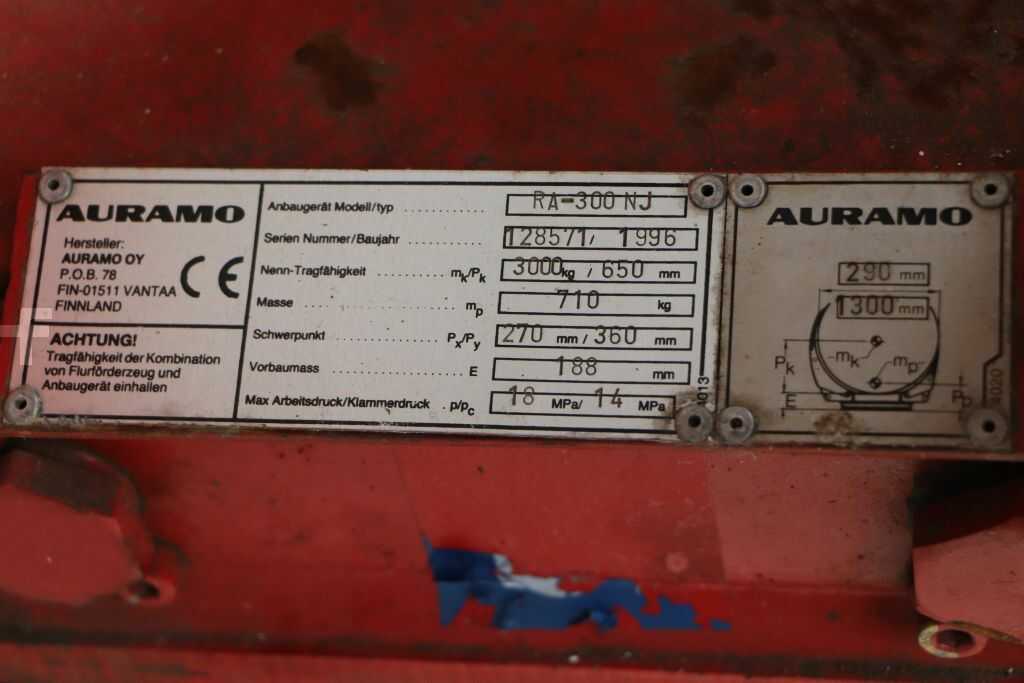 AURAMO
Hersteller:
AURAMO OY
P.O.B. 78
FIN-01511 VANTAA
FINNLAND
CE
ACHTUNG!
Tragfähigkeit der Kombination
von Flurförderzeug und
Anbaugerät einhalten
Anbaugerät Modell/typ .................. RA-300 NJ
Serien Nummer/Baujahr ............... 128571, 1996
Nenn-Tragfähigkeit ............... mk/Pk 3000 kg / 650 mm
Masse ............................ mp 710 kg
Schwerpunkt ............... Px/Py 270 mm / 360 mm
Vorbaumass ............................ E 188 mm
Max Arbeitsdruck/Klammerdruck .. p/pc 18 MPa / 14 MPa
AURAMO
290 mm
1300 mm
Pk
mk
mp
E
4020